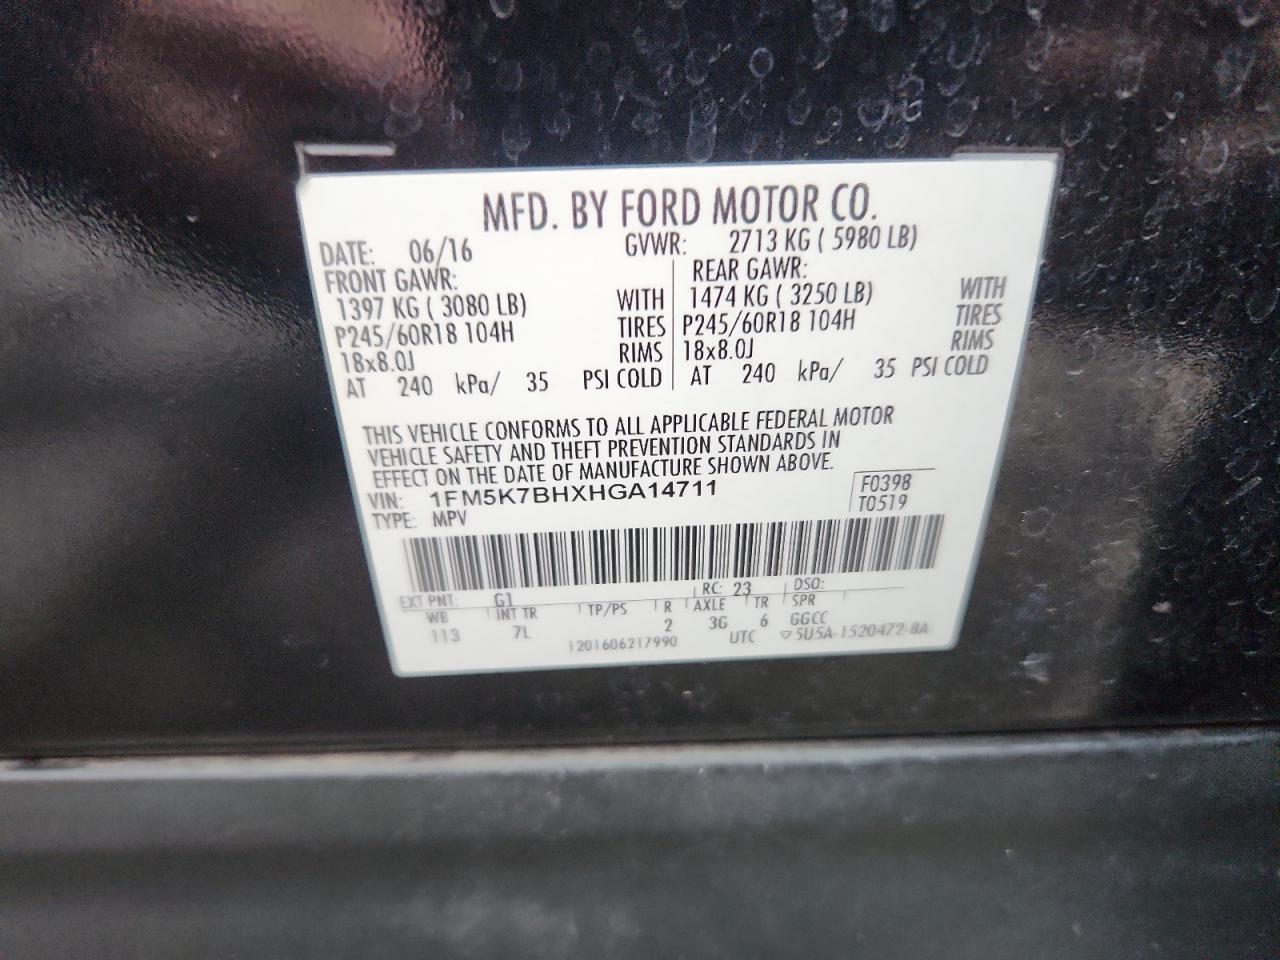 MFD. BY FORD MOTOR CO.
DATE: 06/16 GVWR: 2713 KG ( 5980 LB)
FRONT GAWR: REAR GAWR:
1397 KG ( 3080 LB) WITH 1474 KG ( 3250 LB) WITH
P245/60R18 104H TIRES P245/60R18 104H TIRES
18x8.0J RIMS 18x8.0J RIMS
AT 240 kPa/ 35 PSI COLD AT 240 kPa/ 35 PSI COLD
THIS VEHICLE CONFORMS TO ALL APPLICABLE FEDERAL MOTOR
VEHICLE SAFETY AND THEFT PREVENTION STANDARDS IN
EFFECT ON THE DATE OF MANUFACTURE SHOWN ABOVE.
VIN: 1FM5K7BHXHGA14711 F0398
TYPE: MPV T0519
EXT PNT: G1 RC: 23 DSO:
WB INT TR TP/PS R AXLE TR SPR
113 7L 2 3G 6 GGCC
1201606217990 UTC ▽5U5A-1520472-8A